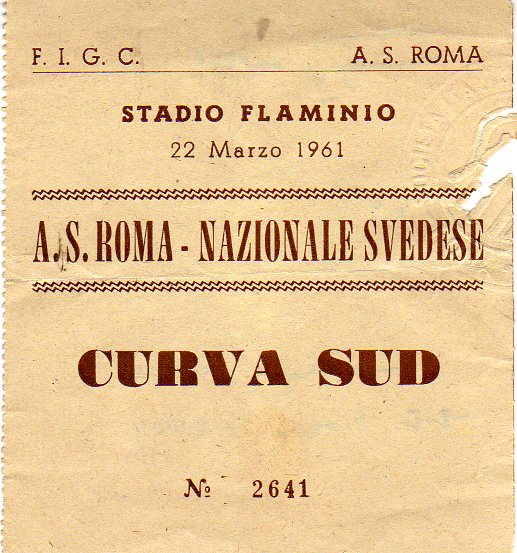 F. I. G. C. A. S. ROMA
STADIO FLAMINIO
22 Marzo 1961
A.S. ROMA - NAZIONALE SVEDESE
CURVA SUD
Nº 2641